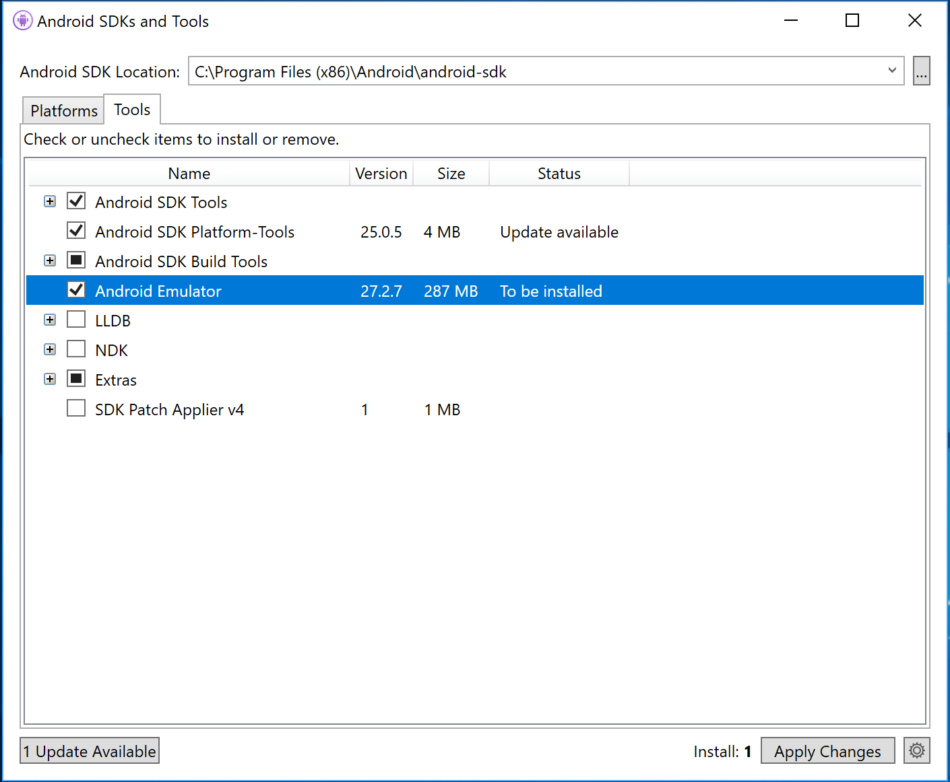 Android SDKs and Tools
Android SDK Location: C:\Program Files (x86)\Android\android-sdk ...
Platforms Tools
Check or uncheck items to install or remove.
Name Version Size Status
Android SDK Tools
Android SDK Platform-Tools 25.0.5 4 MB Update available
Android SDK Build Tools
Android Emulator 27.2.7 287 MB To be installed
LLDB
NDK
Extras
SDK Patch Applier v4 1 1 MB
1 Update Available Install: 1 Apply Changes